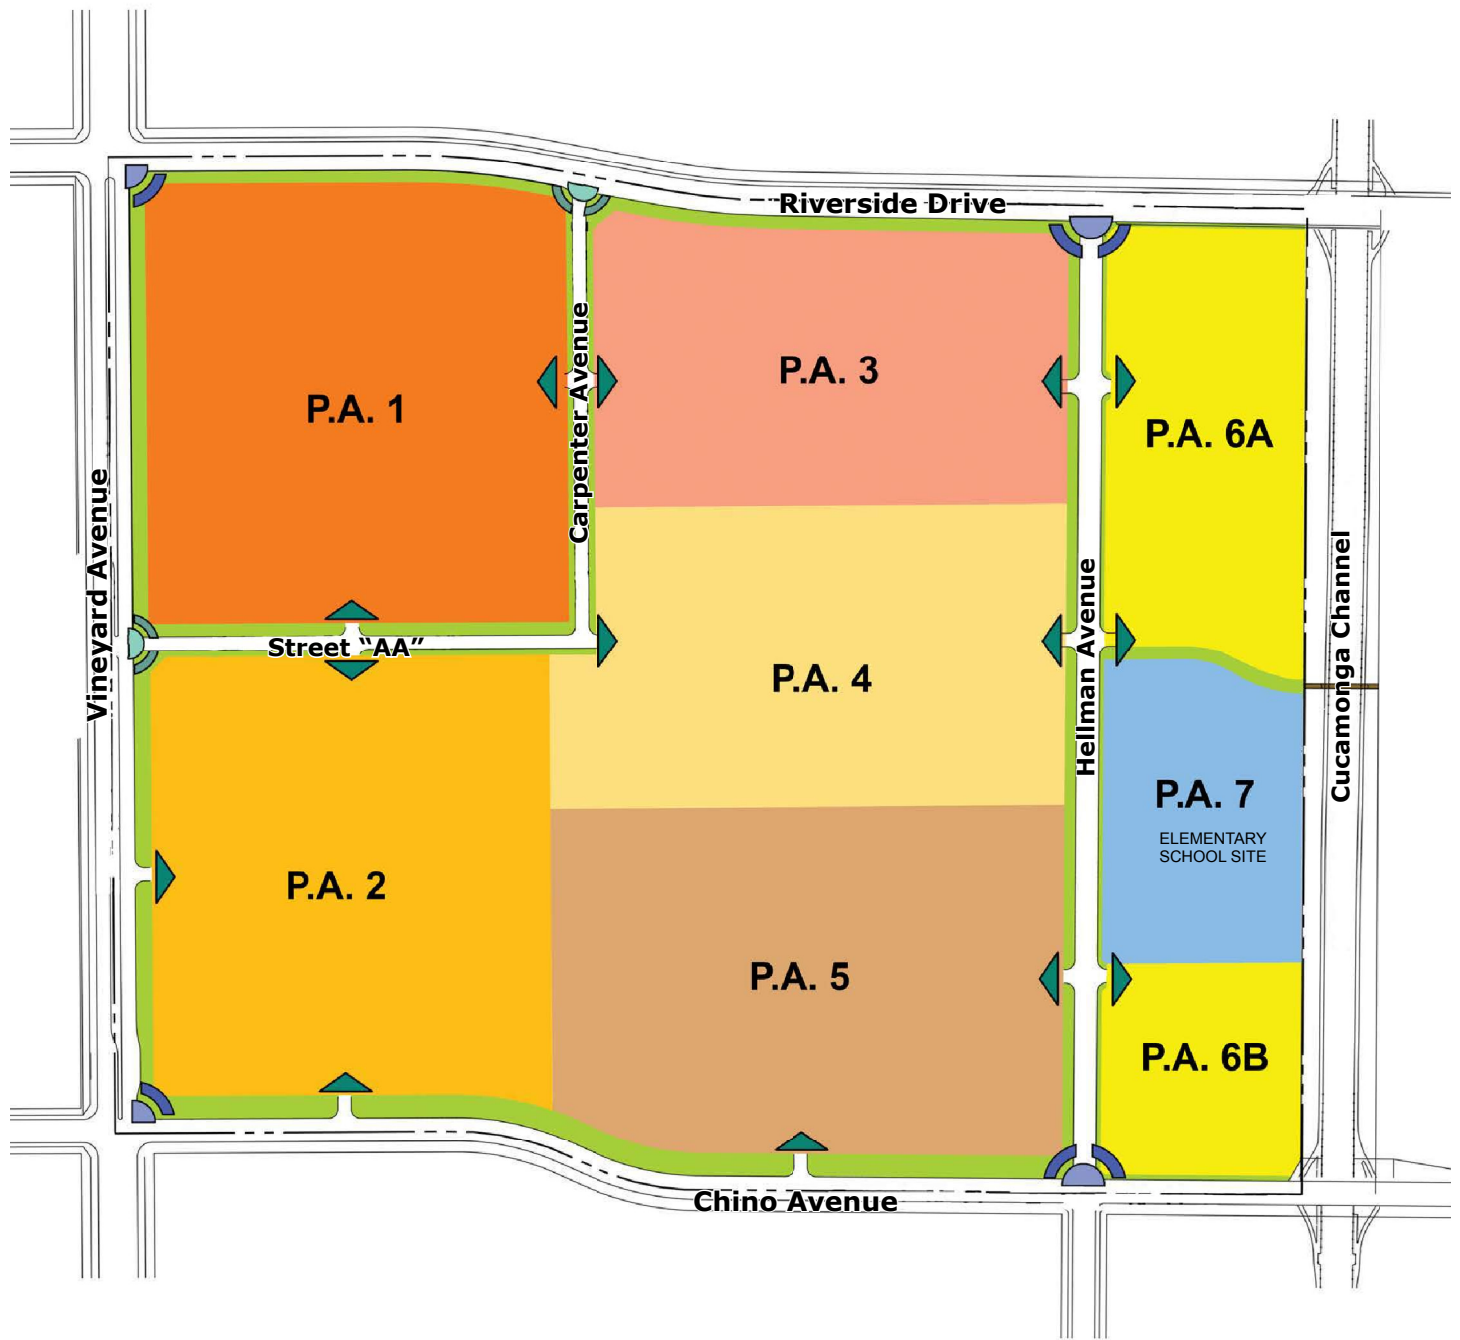 Riverside Drive
P.A. 1
Carpenter Avenue
P.A. 3
P.A. 6A
Vineyard Avenue
Street “AA”
P.A. 4
Hellman Avenue
Cucamonga Channel
P.A. 7
ELEMENTARY
SCHOOL SITE
P.A. 2
P.A. 5
P.A. 6B
Chino Avenue